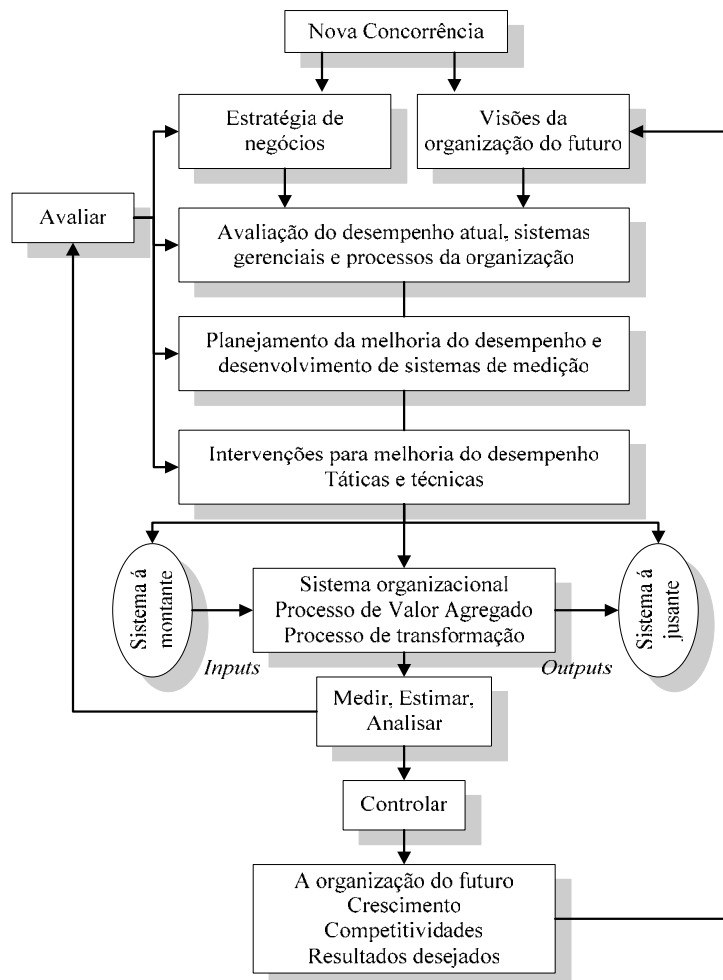 Nova Concorrência
Estratégia de
negócios
Visões da
organização do futuro
Avaliar
Avaliação do desempenho atual, sistemas
gerenciais e processos da organização
Planejamento da melhoria do desempenho e
desenvolvimento de sistemas de medição
Intervenções para melhoria do desempenho
Táticas e técnicas
Sistema á
montante
Sistema organizacional
Processo de Valor Agregado
Processo de transformação
Sistema á
jusante
Inputs
Outputs
Medir, Estimar,
Analisar
Controlar
A organização do futuro
Crescimento
Competitividades
Resultados desejados